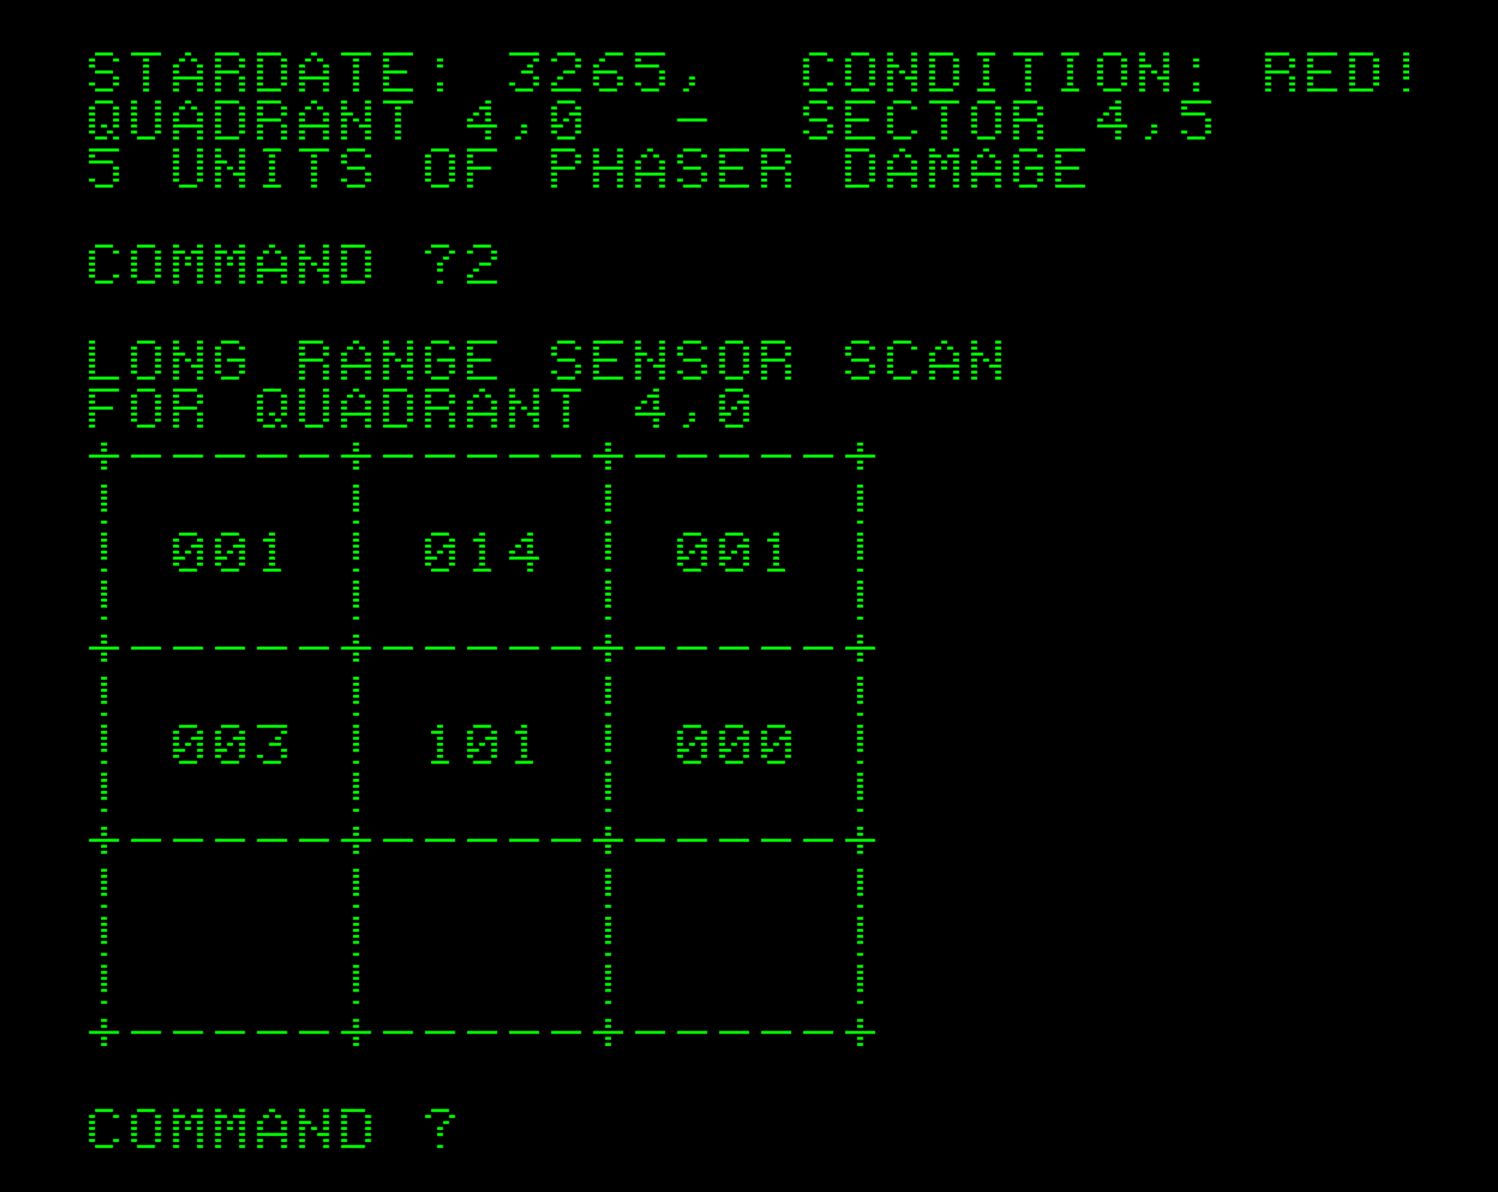 STARDATE: 3265,  CONDITION: RED!
QUADRANT 4,0  -  SECTOR 4,5
5 UNITS OF PHASER DAMAGE
COMMAND ?2
LONG RANGE SENSOR SCAN
FOR QUADRANT 4,0
001 014 001
003 101 000
COMMAND ?